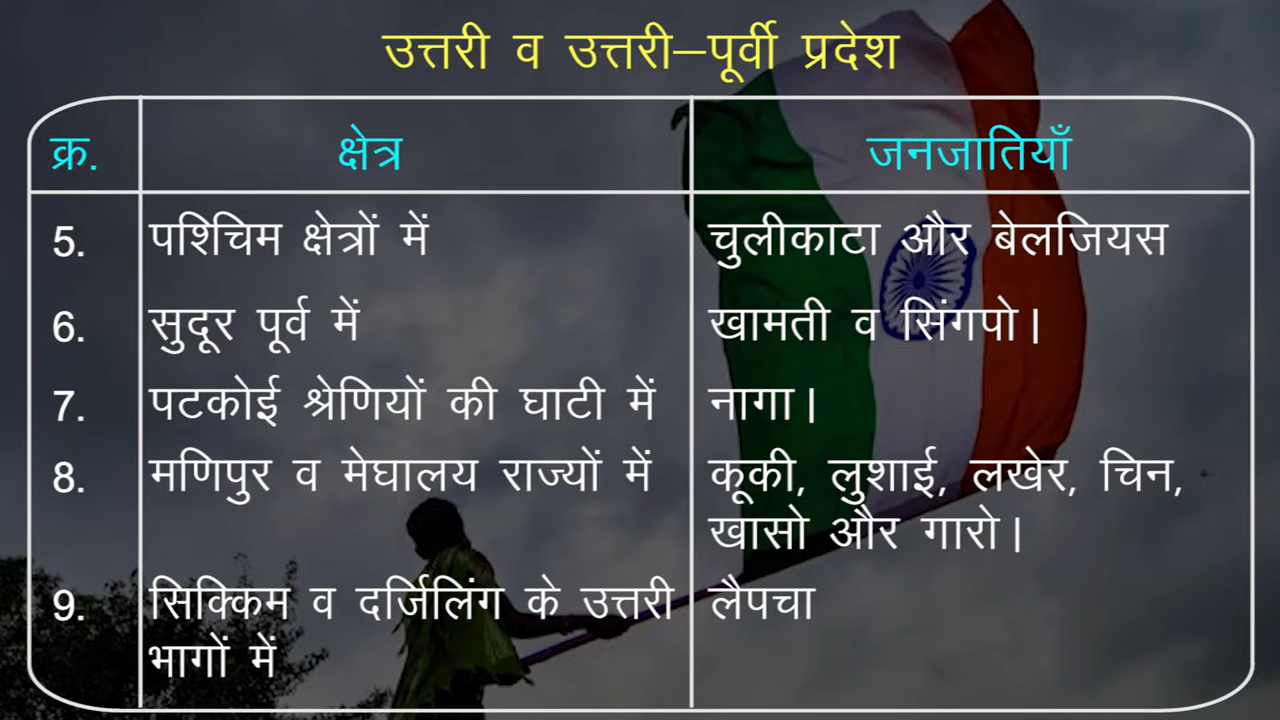 उत्तरी व उत्तरी–पूर्वी प्रदेश
क्र. क्षेत्र जनजातियाँ
5. पश्चिम क्षेत्रों में चुलीकाटा और बेलजियस
6. सुदूर पूर्व में खामती व सिंगपो।
7. पटकोई श्रेणियों की घाटी में नागा।
8. मणिपुर व मेघालय राज्यों में कूकी, लुशाई, लखेर, चिन,
खासो और गारो।
9. सिक्किम व दर्जिलिंग के उत्तरी लैपचा
भागों में